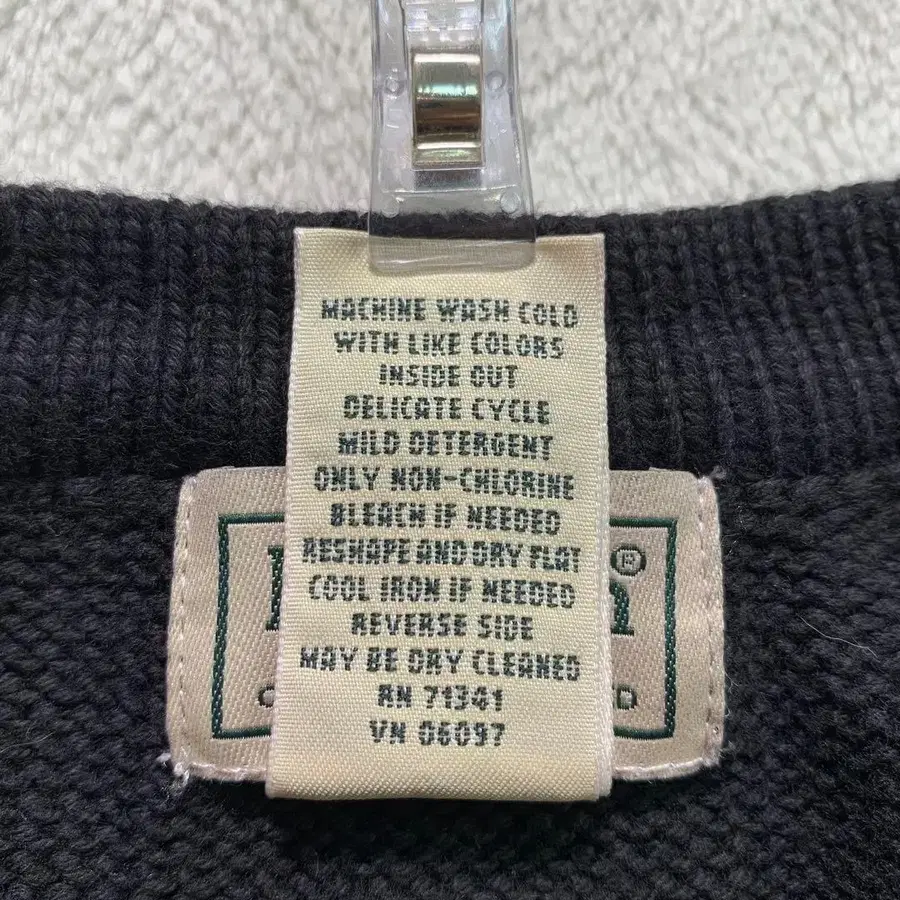 MACHINE WASH COLD
WITH LIKE COLORS
INSIDE OUT
DELICATE CYCLE
MILD DETERGENT
ONLY NON-CHLORINE
BLEACH IF NEEDED
RESHAPE AND DRY FLAT
COOL IRON IF NEEDED
REVERSE SIDE
MAY BE DRY CLEANED
RN 71341
VN 06097
®